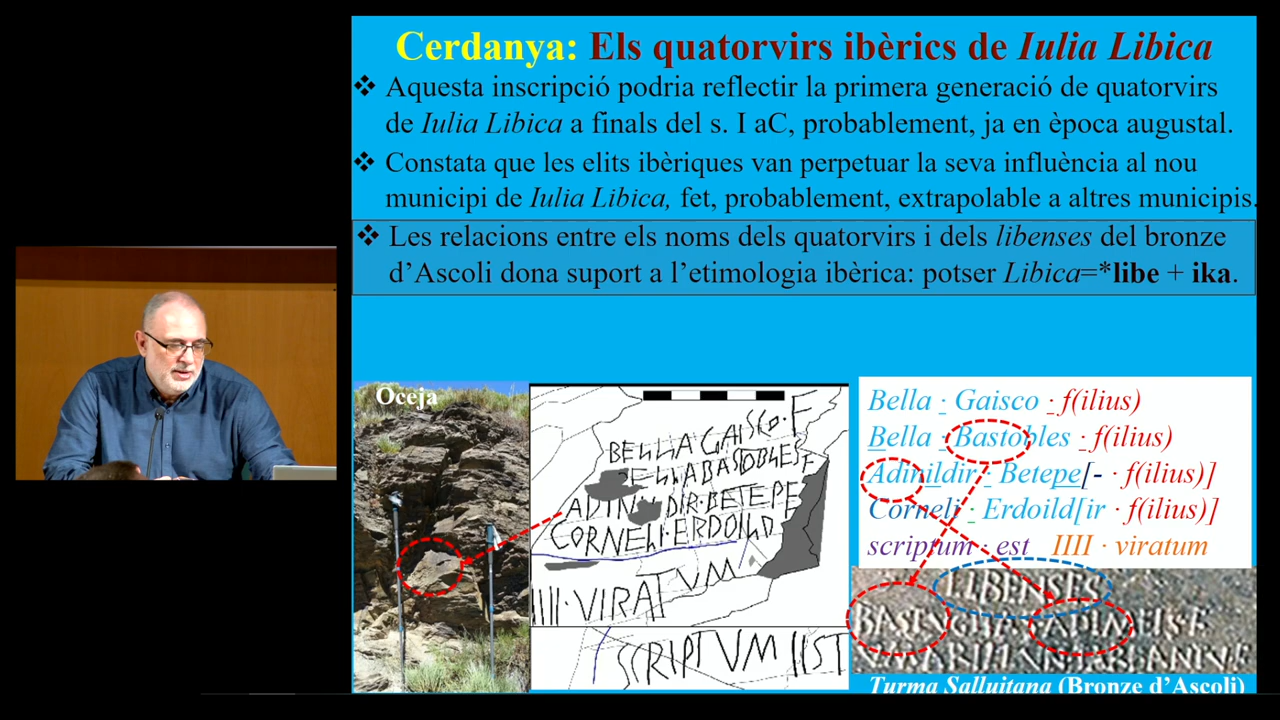 Cerdanya: Els quatorvirs ibèrics de Iulia Libica
❖ Aquesta inscripció podria reflectir la primera generació de quatorvirs
de Iulia Libica a finals del s. I aC, probablement, ja en època augustal.
❖ Constata que les elits ibèriques van perpetuar la seva influència al nou
municipi de Iulia Libica, fet, probablement, extrapolable a altres municipis.
❖ Les relacions entre els noms dels quatorvirs i dels libenses del bronze
d’Ascoli dona suport a l’etimologia ibèrica: potser Libica=*libe + ika.
Oceja
BELLA GAISCO·F
BELLABASTOBLES F
ADIN DIR·BETEPE
CORNELI·ERDOILD
IIII·VIRATVM
SCRIPTVM IIST
Bella · Gaisco · f(ilius)
Bella · Bastobles · f(ilius)
Adinildir · Betepe[- · f(ilius)]
Corneli · Erdoild[ir · f(ilius)]
scriptum · est IIII · viratum
LIBENSES
Turma Salluitana (Bronze d’Ascoli)